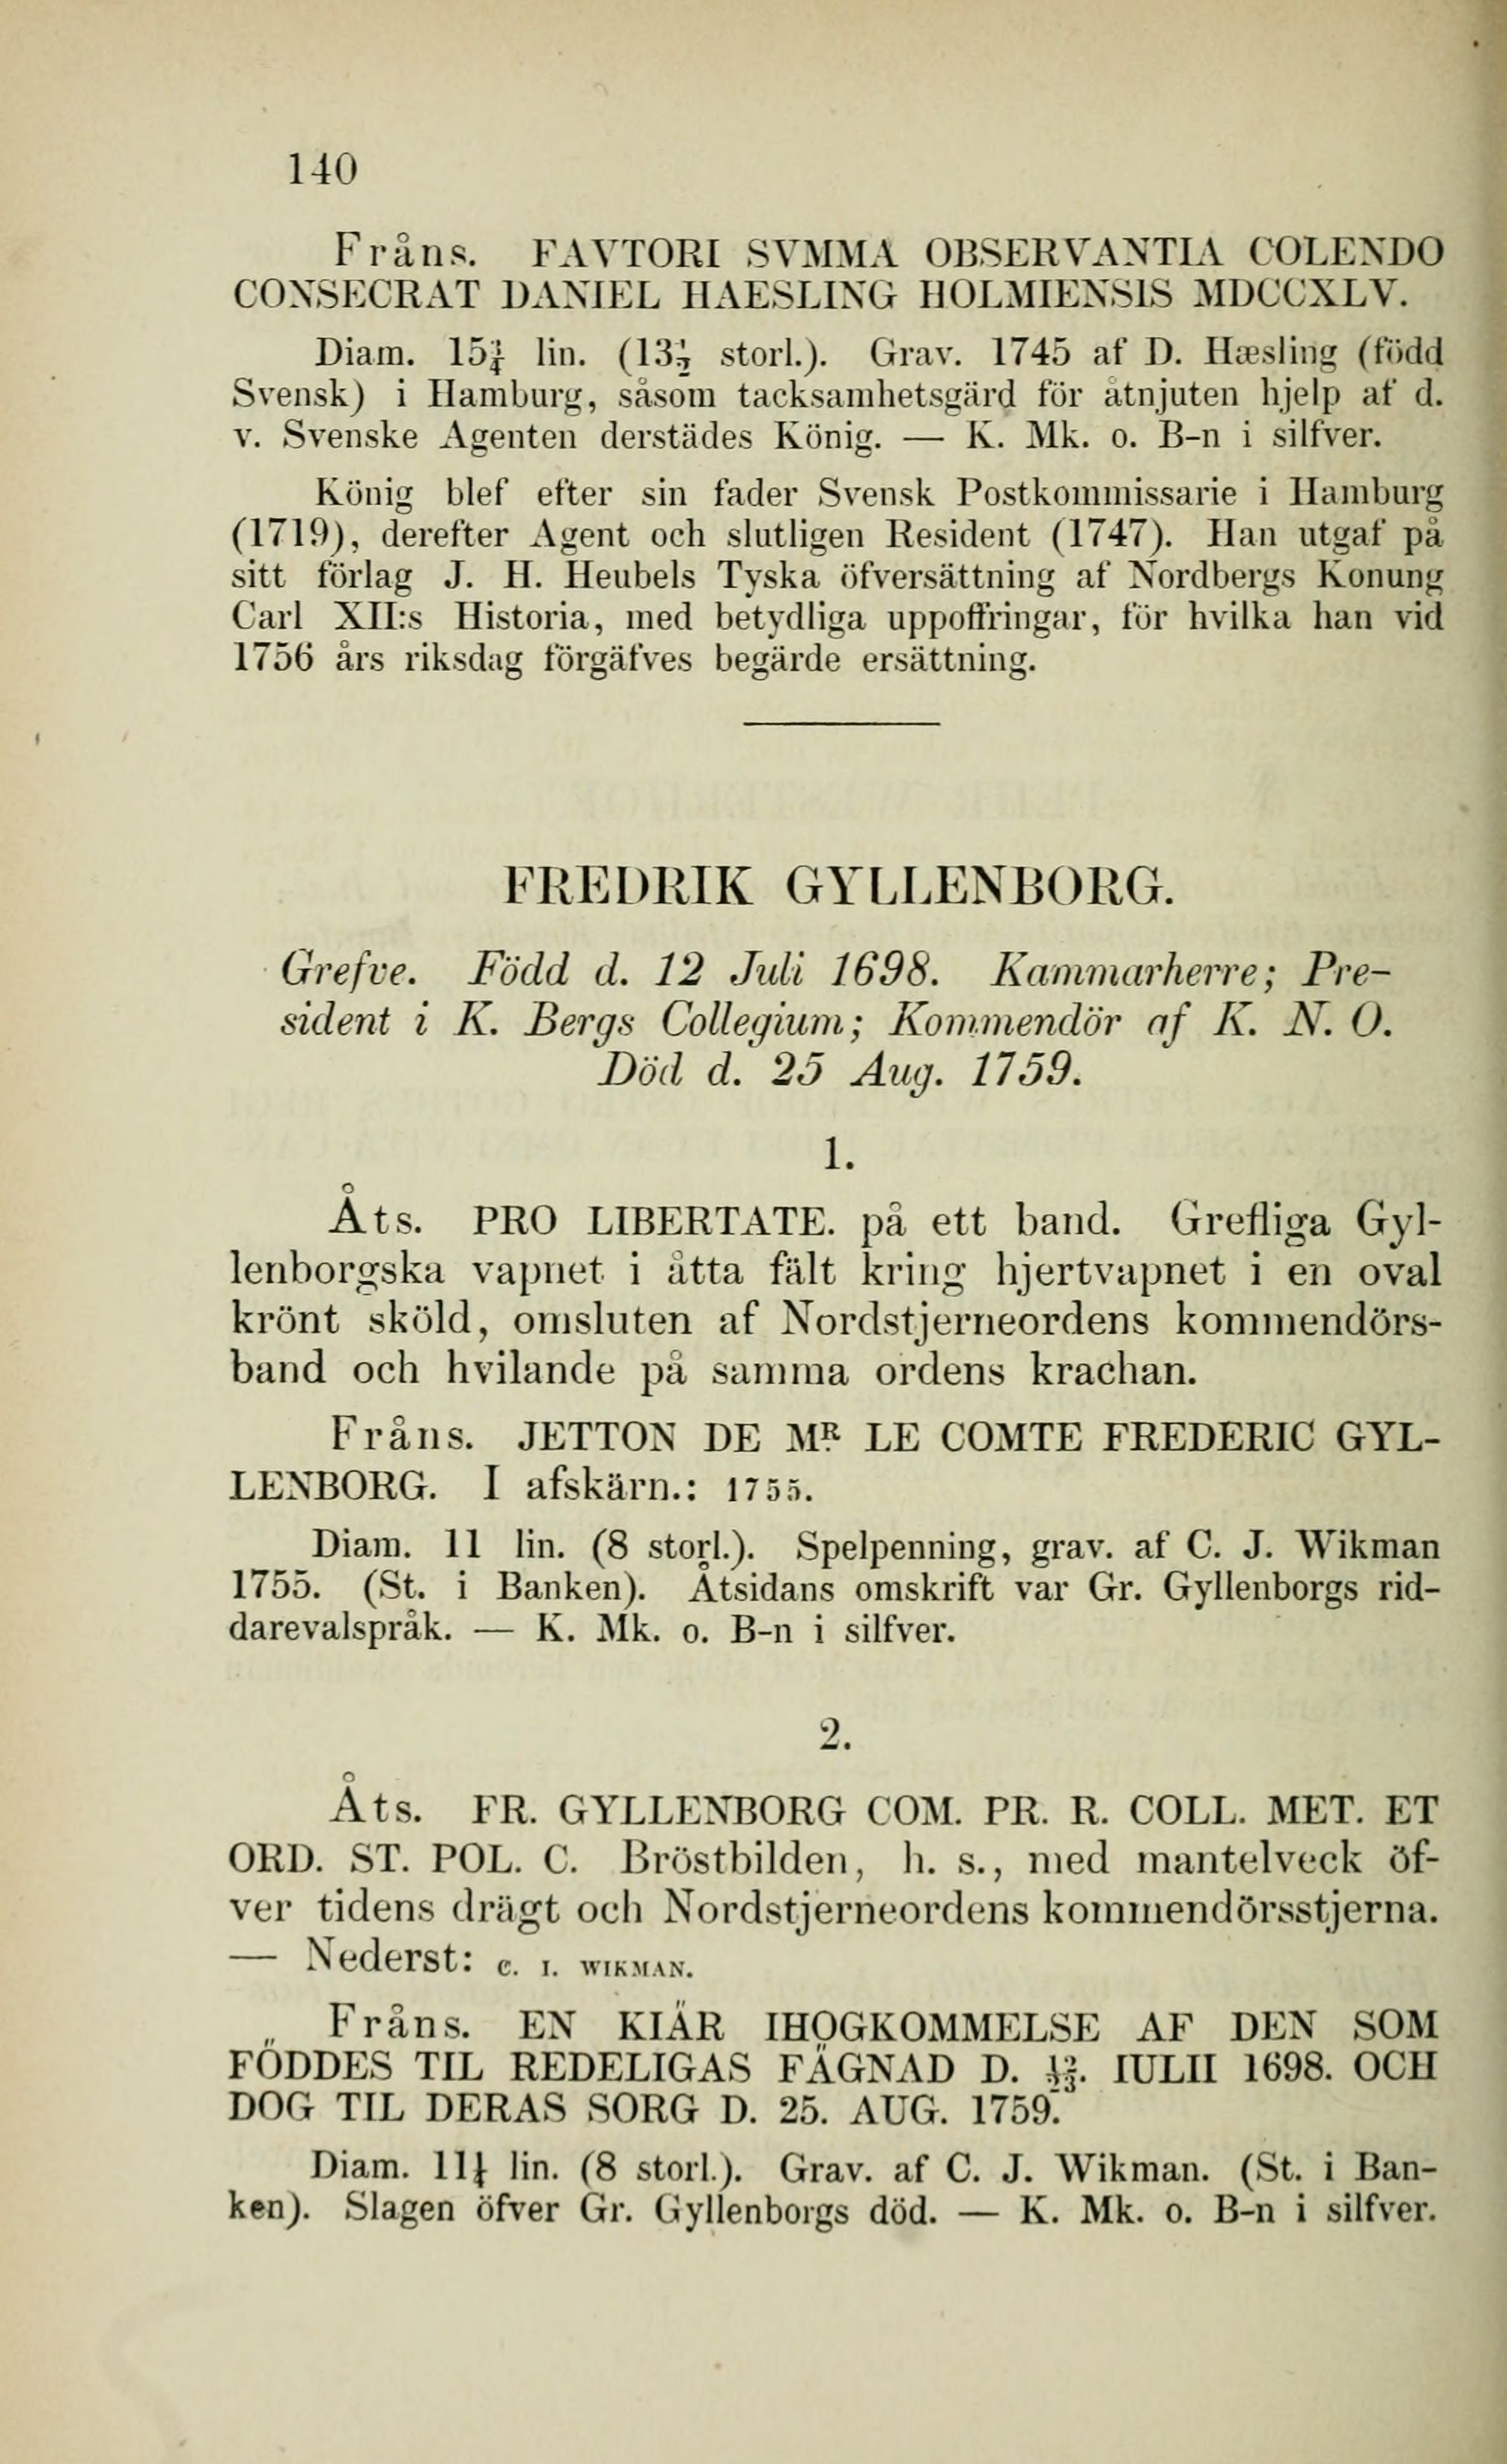 140
Fråns. FAVTORI SVMMA OBSERVANTIA COLENDO
CONSECRAT DANIEL HAESLING HOLMIENSIS MDCCXLV.
Diam. 15¾ lin. (13½ storl.). Grav. 1745 af D. Hæsling (född
Svensk) i Hamburg, såsom tacksamhetsgärd för åtnjuten hjelp af d.
v. Svenske Agenten derstädes König. — K. Mk. o. B-n i silfver.
König blef efter sin fader Svensk Postkommissarie i Hamburg
(1719), derefter Agent och slutligen Resident (1747). Han utgaf på
sitt förlag J. H. Heubels Tyska öfversättning af Nordbergs Konung
Carl XII:s Historia, med betydliga uppoffringar, för hvilka han vid
1756 års riksdag förgäfves begärde ersättning.
FREDRIK GYLLENBORG.
Grefve. Född d. 12 Juli 1698. Kammarherre; Pre-
sident i K. Bergs Collegium; Kommendör af K. N. O.
Död d. 25 Aug. 1759.
1.
Åts. PRO LIBERTATE. på ett band. Grefliga Gyl-
lenborgska vapnet i åtta fält kring hjertvapnet i en oval
krönt sköld, omsluten af Nordstjerneordens kommendörs-
band och hvilande på samma ordens krachan.
Fråns. JETTON DE MR LE COMTE FREDERIC GYL-
LENBORG. I afskärn.: 1755.
Diam. 11 lin. (8 storl.). Spelpenning, grav. af C. J. Wikman
1755. (St. i Banken). Åtsidans omskrift var Gr. Gyllenborgs rid-
darevalspråk. — K. Mk. o. B-n i silfver.
2.
Åts. FR. GYLLENBORG COM. PR. R. COLL. MET. ET
ORD. ST. POL. C. Bröstbilden, h. s., med mantelveck öf-
ver tidens drägt och Nordstjerneordens kommendörsstjerna.
— Nederst: C. I. WIKMAN.
Fråns. EN KIÄR IHOGKOMMELSE AF DEN SOM
FÖDDES TIL REDELIGAS FÄGNAD D. IULII 1698. OCH
DOG TIL DERAS SORG D. 25. AUG. 1759.
Diam. lin. (8 storl.). Grav. af C. J. Wikman. (St. i Ban-
ken). Slagen öfver Gr. Gyllenborgs död. — K. Mk. o. B-n i silfver.